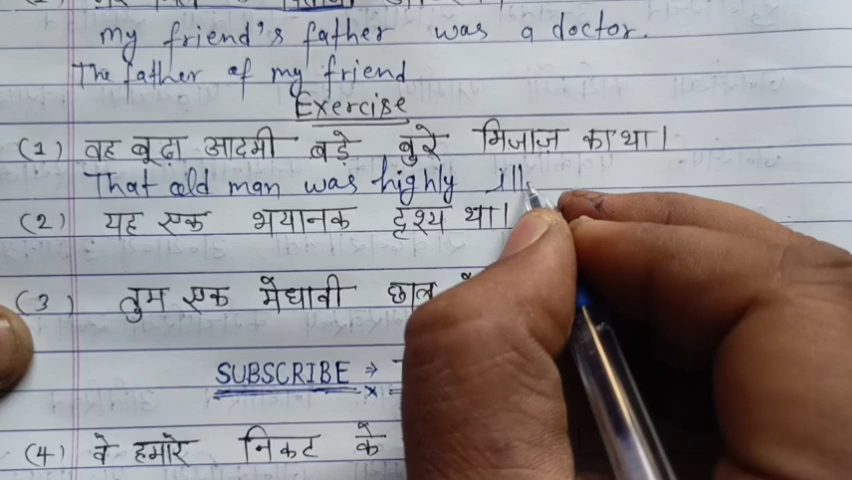 my friend's father was a doctor.
The father of my friend
Exercise
(1) वह बूढ़ा आदमी बड़े बुरे मिजाज का था।
That old man was highly ill
(2) यह एक भयानक दृश्य था।
(3) तुम एक मेधावी छात्र
SUBSCRIBE ⇒
(4) वे हमारे निकट के